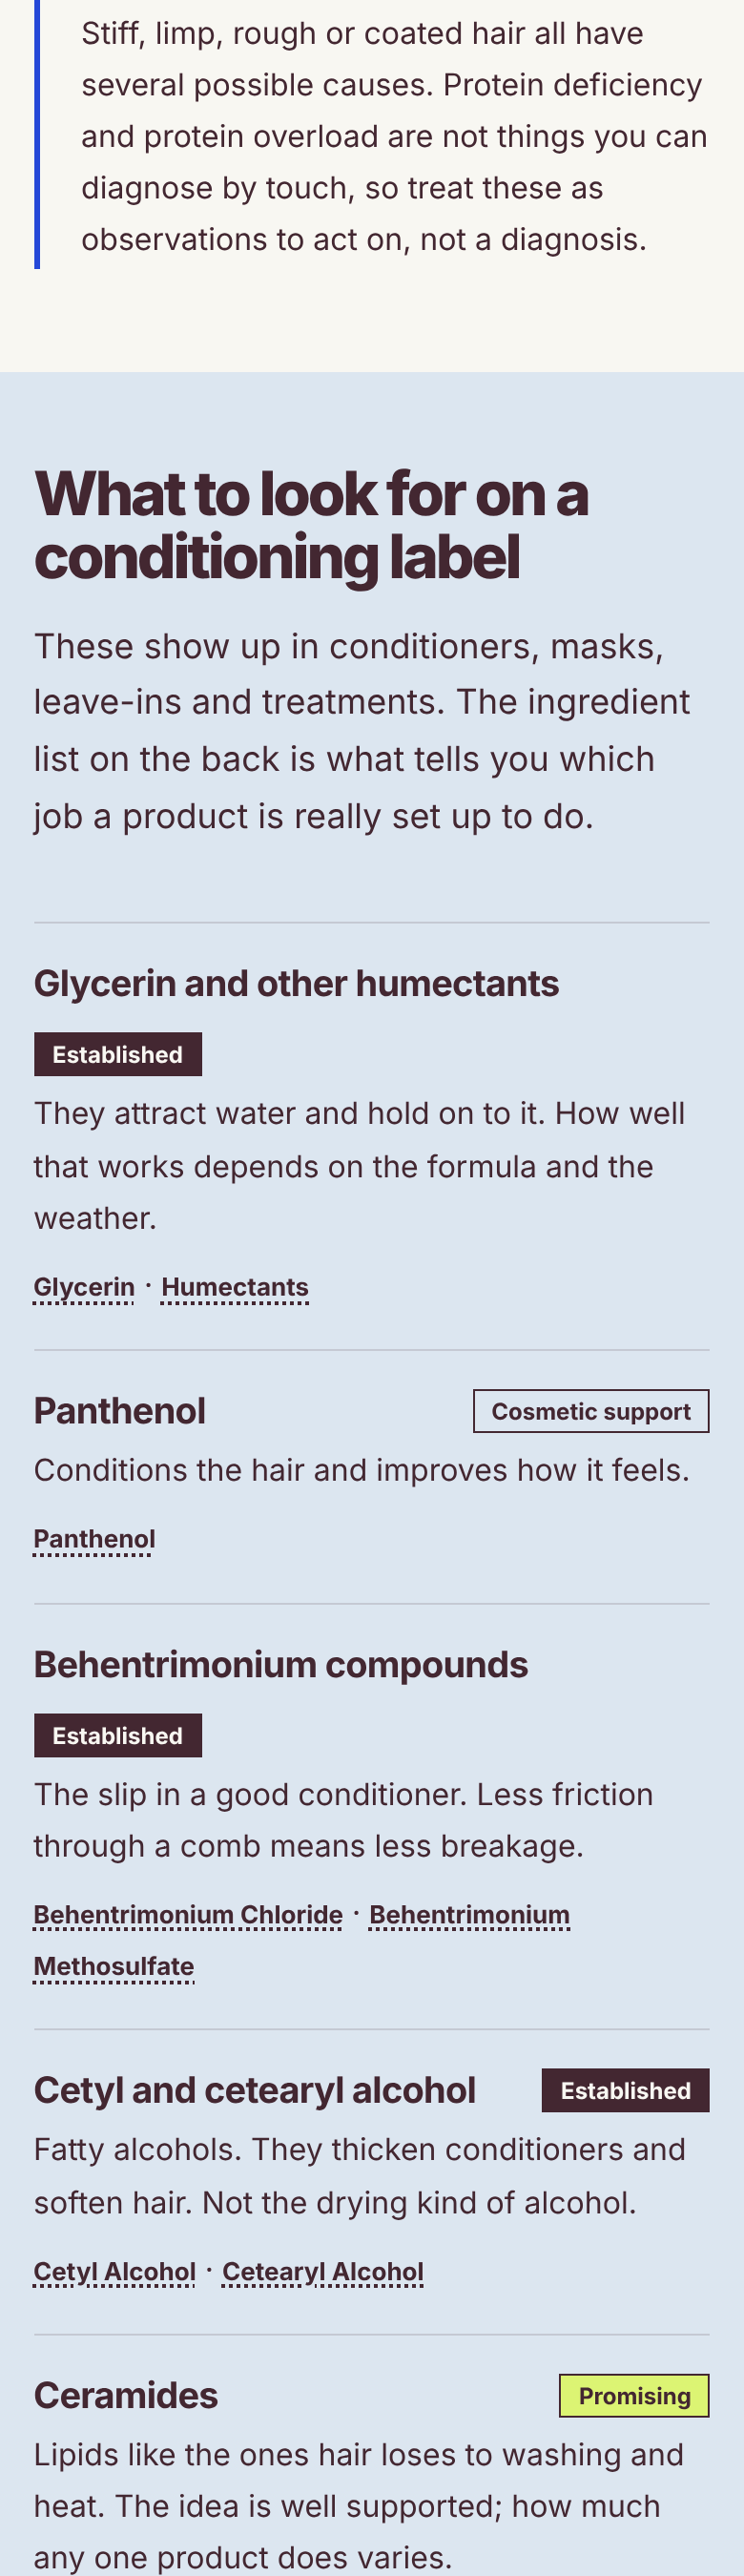 Stiff, limp, rough or coated hair all have
several possible causes. Protein deficiency
and protein overload are not things you can
diagnose by touch, so treat these as
observations to act on, not a diagnosis.
What to look for on a
conditioning label
These show up in conditioners, masks,
leave-ins and treatments. The ingredient
list on the back is what tells you which
job a product is really set up to do.
Glycerin and other humectants
Established
They attract water and hold on to it. How well
that works depends on the formula and the
weather.
Glycerin · Humectants
Panthenol Cosmetic support
Conditions the hair and improves how it feels.
Panthenol
Behentrimonium compounds
Established
The slip in a good conditioner. Less friction
through a comb means less breakage.
Behentrimonium Chloride · Behentrimonium
Methosulfate
Cetyl and cetearyl alcohol Established
Fatty alcohols. They thicken conditioners and
soften hair. Not the drying kind of alcohol.
Cetyl Alcohol · Cetearyl Alcohol
Ceramides Promising
Lipids like the ones hair loses to washing and
heat. The idea is well supported; how much
any one product does varies.